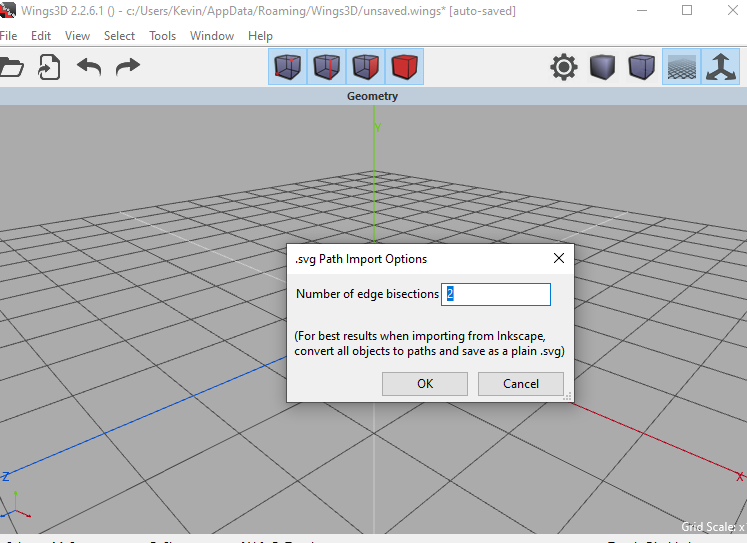 Wings3D 2.2.6.1 () - c:/Users/Kevin/AppData/Roaming/Wings3D/unsaved.wings* [auto-saved]
File Edit View Select Tools Window Help
Geometry
Y
.svg Path Import Options
Number of edge bisections 2
(For best results when importing from Inkscape,
convert all objects to paths and save as a plain .svg)
OK Cancel
Z X
Grid Scale: x